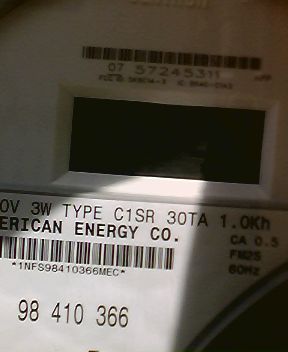 07 57245311
OV 3W TYPE C1SR 30TA 1.0Kh
ERICAN ENERGY CO.
CA 0.5
FM2S
60Hz
*1NFS98410366MEC*
98 410 366